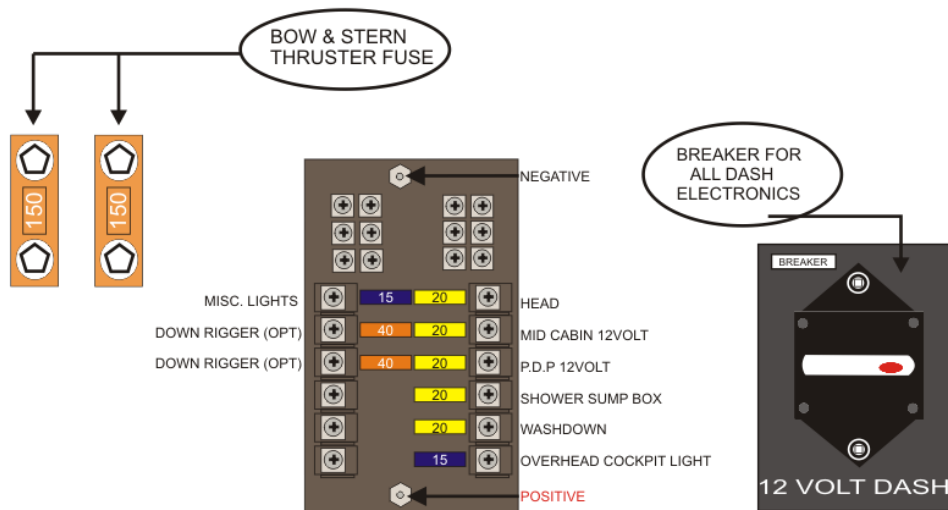 BOW & STERN
THRUSTER FUSE
150
150
BREAKER FOR
ALL DASH
ELECTRONICS
NEGATIVE
BREAKER
MISC. LIGHTS 15 20 HEAD
DOWN RIGGER (OPT) 40 20 MID CABIN 12VOLT
DOWN RIGGER (OPT) 40 20 P.D.P 12VOLT
20 SHOWER SUMP BOX
20 WASHDOWN
15 OVERHEAD COCKPIT LIGHT
POSITIVE
12 VOLT DASH